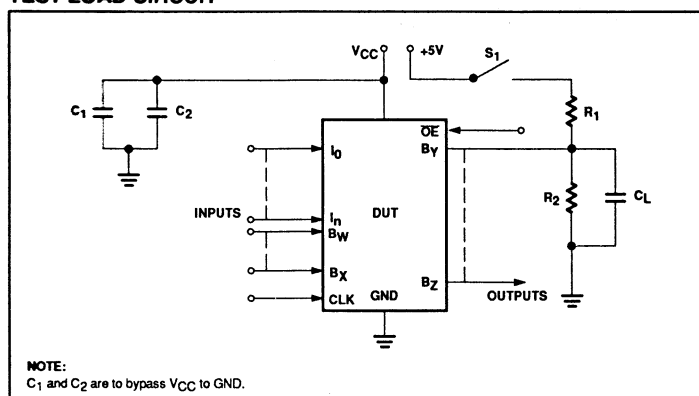 TEST LOAD CIRCUIT
VCC
+5V
S1
C1
C2
R1
OE
BY
I0
INPUTS
In
DUT
BW
R2
CL
BX
BZ
OUTPUTS
CLK
GND
NOTE:
C1 and C2 are to bypass VCC to GND.